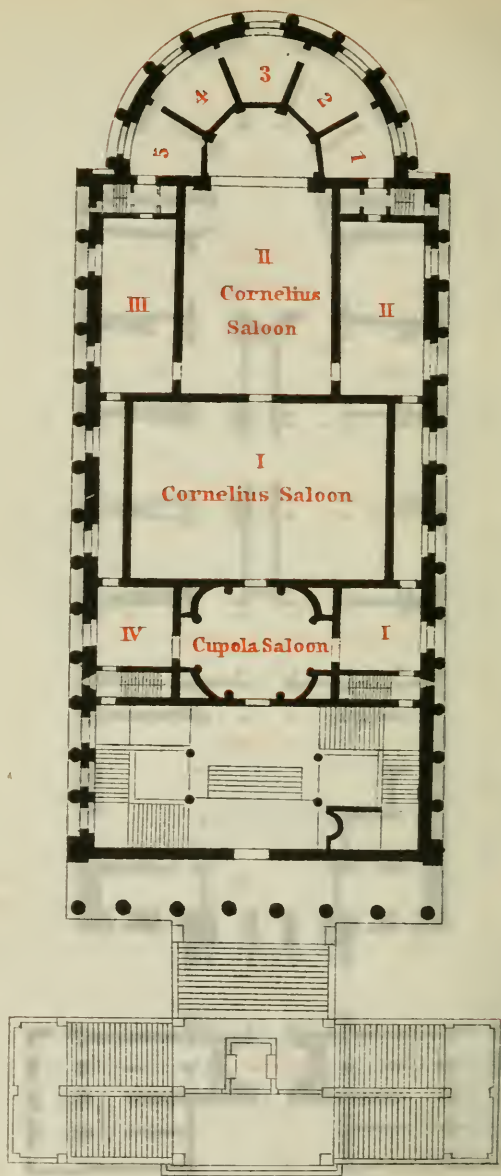 3
4
2
5
1
II
Cornelius
Saloon
III
II
I
Cornelius Saloon
IV
Cupola Saloon
I